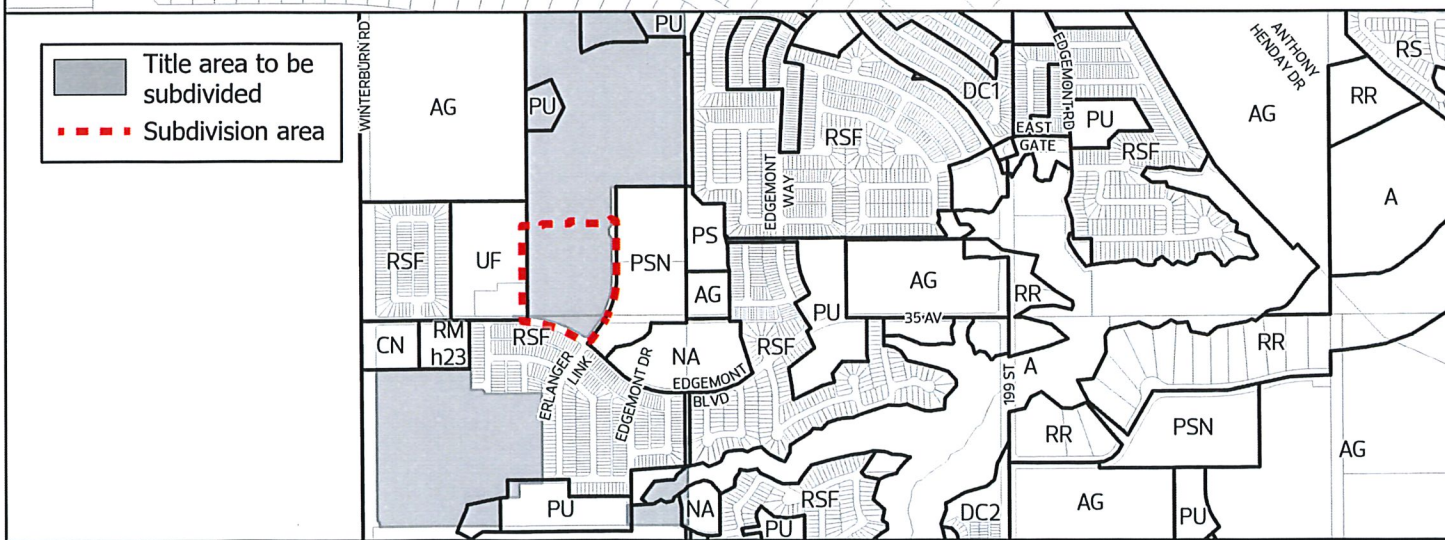 Title area to be
subdivided
Subdivision area
WINTERBURN RD
AG
PU
PU
RSF
UF
PSN
PS
AG
CN
RM
h23
RSF
ERLANGER
LINK
EDGEMONT DR
NA
EDGEMONT
BLVD
PU
NA
EDGEMONT
WAY
RSF
DC1
EDGEMONT RD
EAST
GATE
PU
RSF
ANTHONY
HENDAY DR
AG
RS
RR
A
AG
35 AV
RR
PU
RSF
199 ST
A
RR
RR
PSN
AG
RSF
PU
DC2
AG
PU